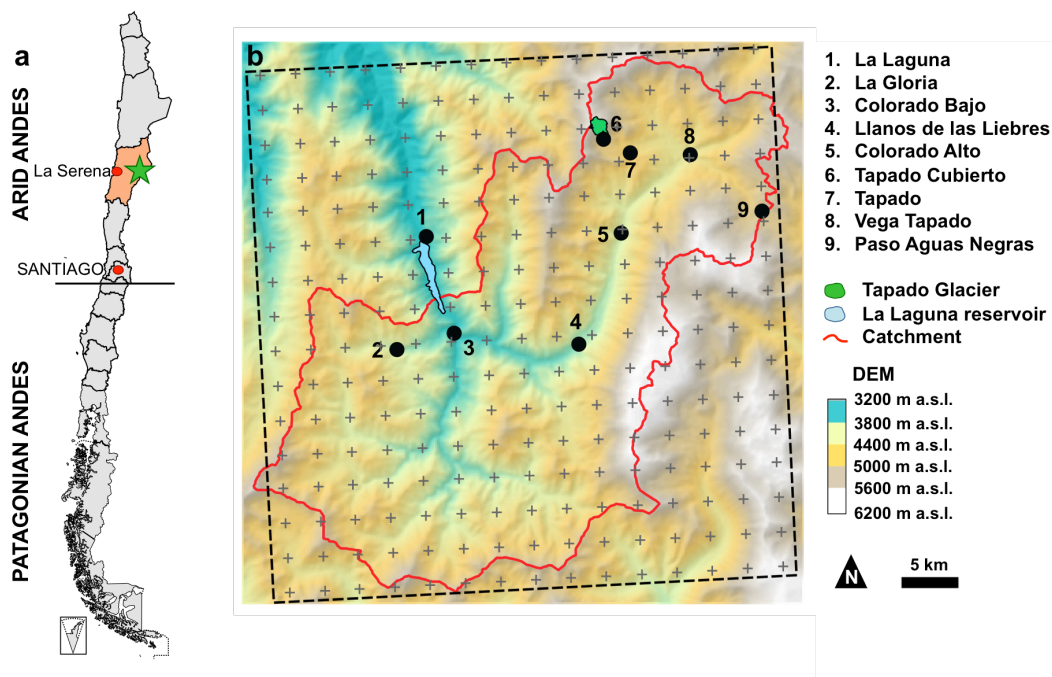 a
ARID ANDES
La Serena
SANTIAGO
PATAGONIAN ANDES
b
1
2
3
4
5
6
7
8
9
1. La Laguna
2. La Gloria
3. Colorado Bajo
4. Llanos de las Liebres
5. Colorado Alto
6. Tapado Cubierto
7. Tapado
8. Vega Tapado
9. Paso Aguas Negras
Tapado Glacier
La Laguna reservoir
Catchment
DEM
3200 m a.s.l.
3800 m a.s.l.
4400 m a.s.l.
5000 m a.s.l.
5600 m a.s.l.
6200 m a.s.l.
N
5 km